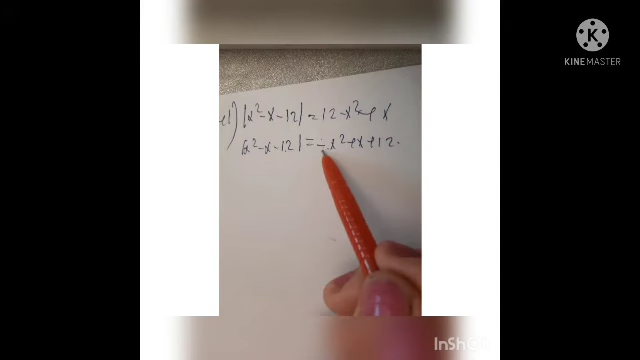 KINEMASTER
e) |x² - x - 12| = 12 - x² + x
|x² - x - 12| = - x² + x + 12.
InShOt